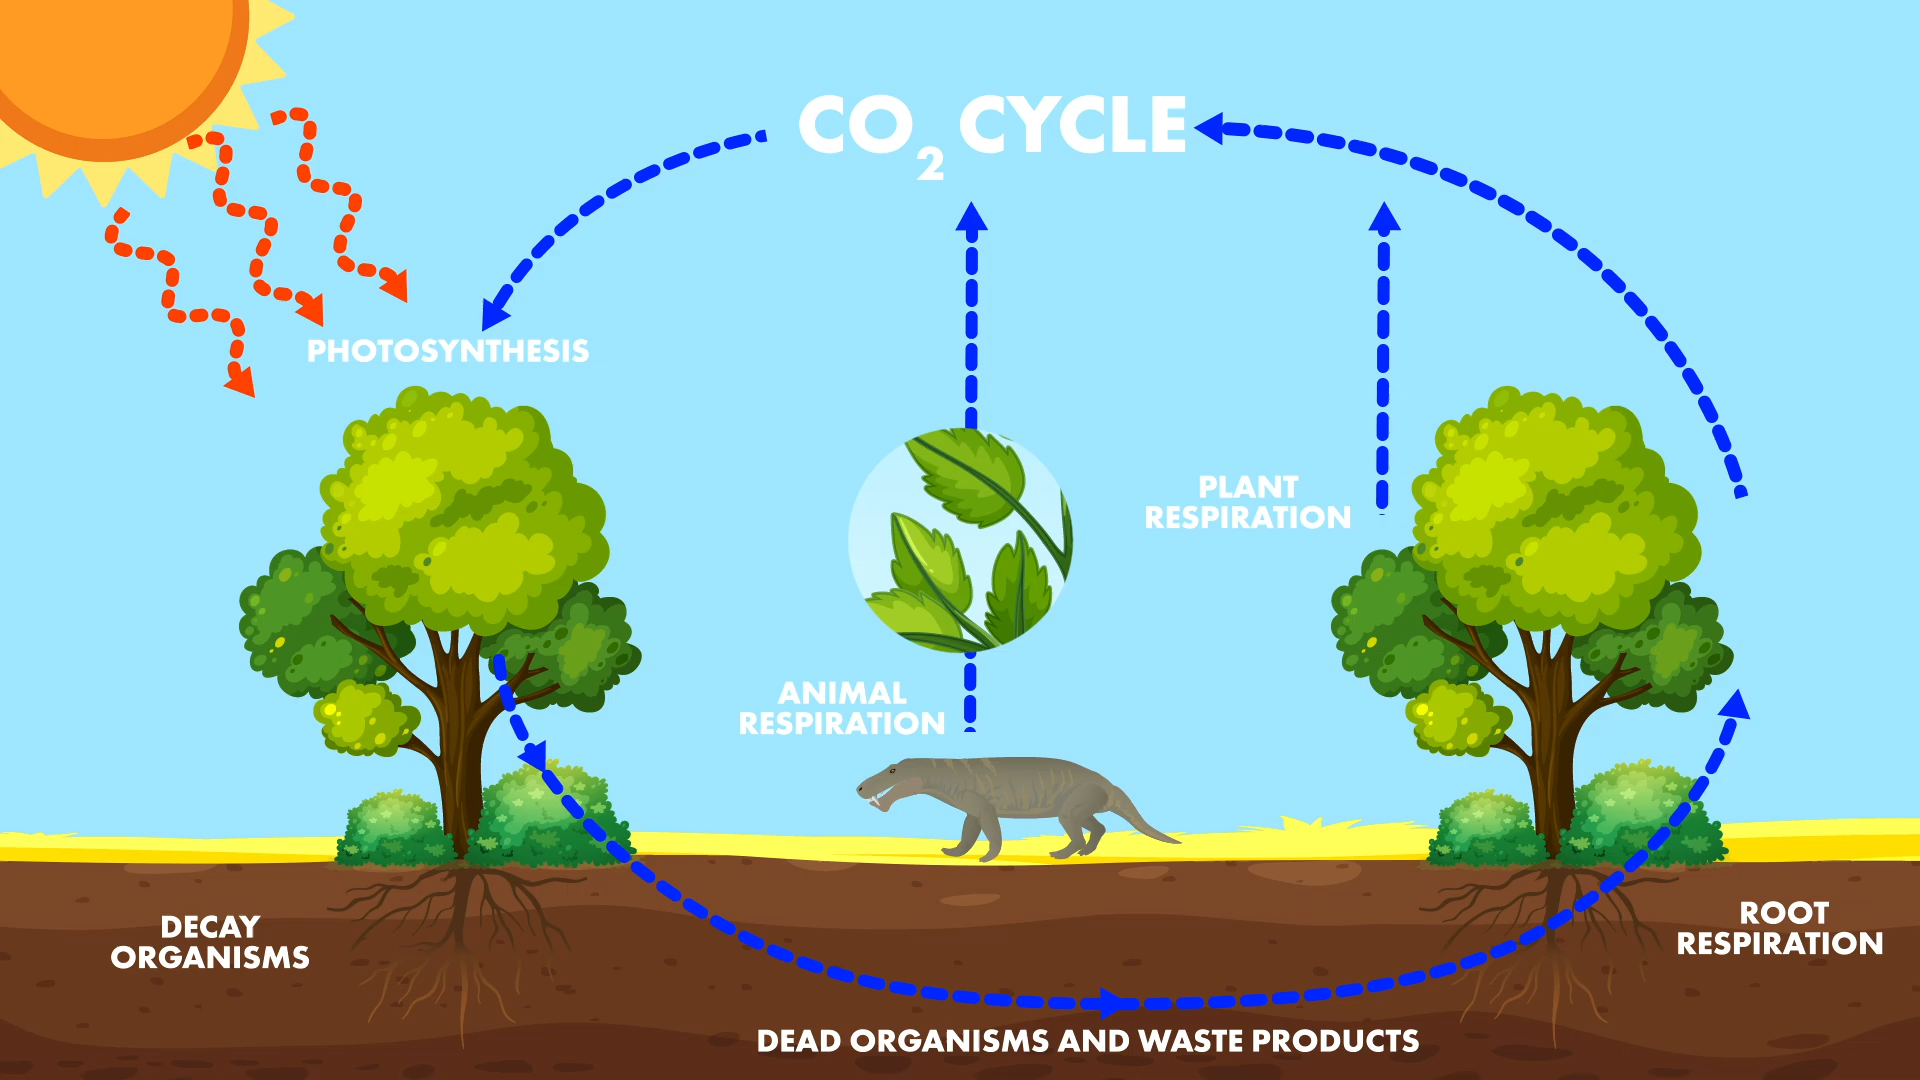 CO2 CYCLE
PHOTOSYNTHESIS
PLANT
RESPIRATION
ANIMAL
RESPIRATION
DECAY
ORGANISMS
ROOT
RESPIRATION
DEAD ORGANISMS AND WASTE PRODUCTS